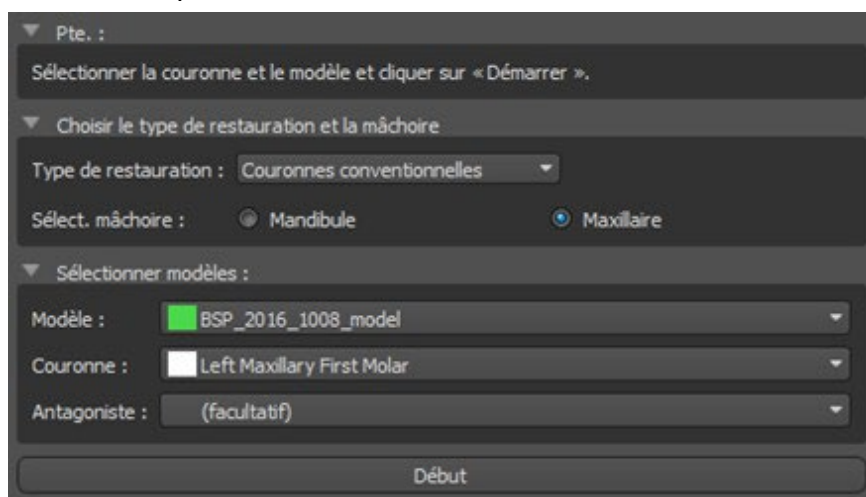 Pte. :
Sélectionner la couronne et le modèle et cliquer sur « Démarrer ».
Choisir le type de restauration et la mâchoire
Type de restauration : Couronnes conventionnelles
Sélect. mâchoire : Mandibule Maxillaire
Sélectionner modèles :
Modèle : BSP_2016_1008_model
Couronne : Left Maxillary First Molar
Antagoniste : (facultatif)
Début